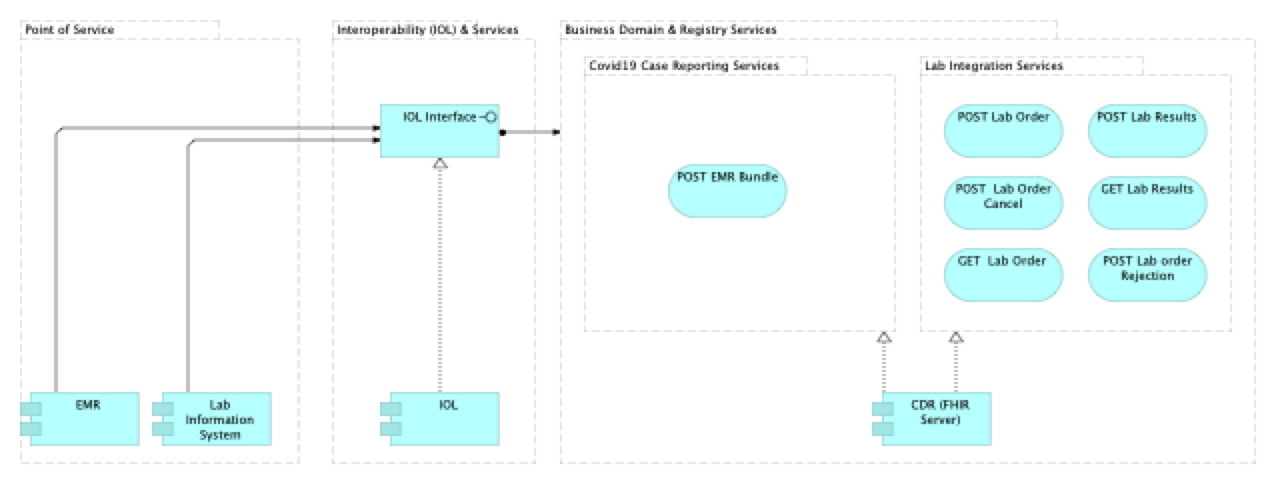 Point of Service
Interoperability (IOL) & Services
Business Domain & Registry Services
Covid19 Case Reporting Services
Lab Integration Services
IOL Interface
POST Lab Order
POST Lab Results
POST EMR Bundle
POST Lab Order
Cancel
GET Lab Results
GET Lab Order
POST Lab order
Rejection
EMR
Lab
Information
System
IOL
CDR (FHIR
Server)